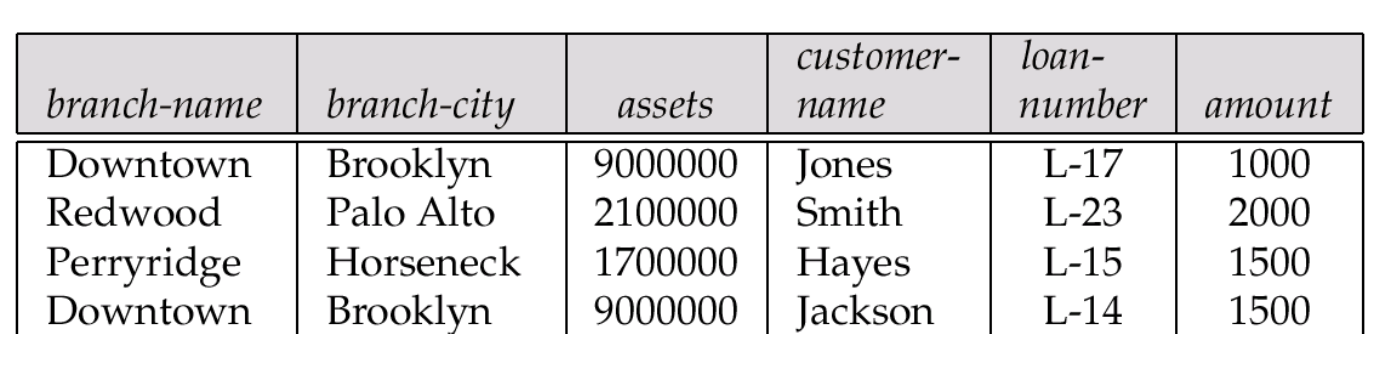 customer- loan-
branch-name branch-city assets name number amount
Downtown Brooklyn 9000000 Jones L-17 1000
Redwood Palo Alto 2100000 Smith L-23 2000
Perryridge Horseneck 1700000 Hayes L-15 1500
Downtown Brooklyn 9000000 Jackson L-14 1500